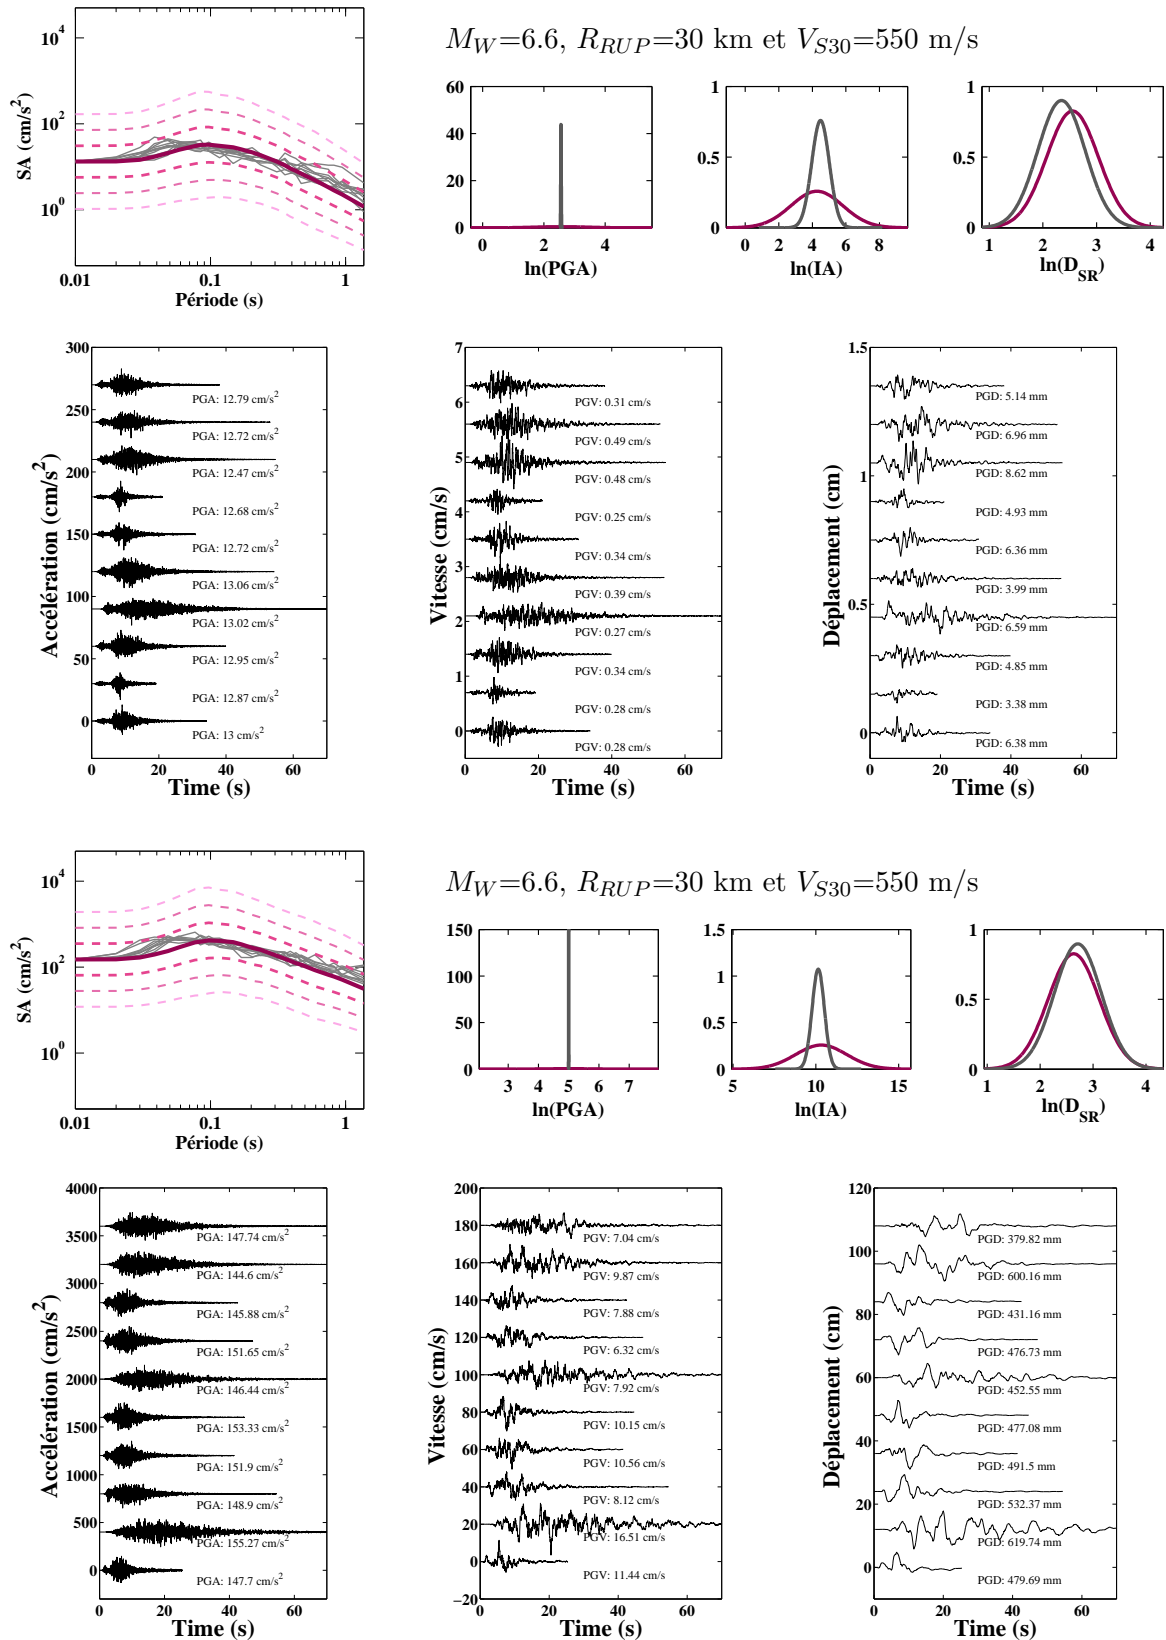 M_W=6.6, R_RUP=30 km et V_S30=550 m/s
10^4
10^2
10^0
SA (cm/s^2)
0.01
0.1
1
Période (s)
60
40
20
0
0
2
4
ln(PGA)
1
0.5
0
0
2
4
6
8
ln(IA)
1
0.5
0
1
2
3
4
ln(D_SR)
300
250
200
150
100
50
0
Accélération (cm/s^2)
PGA: 12.79 cm/s^2
PGA: 12.72 cm/s^2
PGA: 12.47 cm/s^2
PGA: 12.68 cm/s^2
PGA: 12.72 cm/s^2
PGA: 13.06 cm/s^2
PGA: 13.02 cm/s^2
PGA: 12.95 cm/s^2
PGA: 12.87 cm/s^2
PGA: 13 cm/s^2
0
20
40
60
Time (s)
7
6
5
4
3
2
1
0
Vitesse (cm/s)
PGV: 0.31 cm/s
PGV: 0.49 cm/s
PGV: 0.48 cm/s
PGV: 0.25 cm/s
PGV: 0.34 cm/s
PGV: 0.39 cm/s
PGV: 0.27 cm/s
PGV: 0.34 cm/s
PGV: 0.28 cm/s
PGV: 0.28 cm/s
0
20
40
60
Time (s)
1.5
1
0.5
0
Déplacement (cm)
PGD: 5.14 mm
PGD: 6.96 mm
PGD: 8.62 mm
PGD: 4.93 mm
PGD: 6.36 mm
PGD: 3.99 mm
PGD: 6.59 mm
PGD: 4.85 mm
PGD: 3.38 mm
PGD: 6.38 mm
0
20
40
60
Time (s)
M_W=6.6, R_RUP=30 km et V_S30=550 m/s
10^4
10^2
10^0
SA (cm/s^2)
0.01
0.1
1
Période (s)
150
100
50
0
3
4
5
6
7
ln(PGA)
1.5
1
0.5
0
5
10
15
ln(IA)
1
0.5
0
1
2
3
4
ln(D_SR)
4000
3500
3000
2500
2000
1500
1000
500
0
Accélération (cm/s^2)
PGA: 147.74 cm/s^2
PGA: 144.6 cm/s^2
PGA: 145.88 cm/s^2
PGA: 151.65 cm/s^2
PGA: 146.44 cm/s^2
PGA: 153.33 cm/s^2
PGA: 151.9 cm/s^2
PGA: 148.9 cm/s^2
PGA: 155.27 cm/s^2
PGA: 147.7 cm/s^2
0
20
40
60
Time (s)
200
180
160
140
120
100
80
60
40
20
0
−20
Vitesse (cm/s)
PGV: 7.04 cm/s
PGV: 9.87 cm/s
PGV: 7.88 cm/s
PGV: 6.32 cm/s
PGV: 7.92 cm/s
PGV: 10.15 cm/s
PGV: 10.56 cm/s
PGV: 8.12 cm/s
PGV: 16.51 cm/s
PGV: 11.44 cm/s
0
20
40
60
Time (s)
120
100
80
60
40
20
0
Déplacement (cm)
PGD: 379.82 mm
PGD: 600.16 mm
PGD: 431.16 mm
PGD: 476.73 mm
PGD: 452.55 mm
PGD: 477.08 mm
PGD: 491.5 mm
PGD: 532.37 mm
PGD: 619.74 mm
PGD: 479.69 mm
0
20
40
60
Time (s)